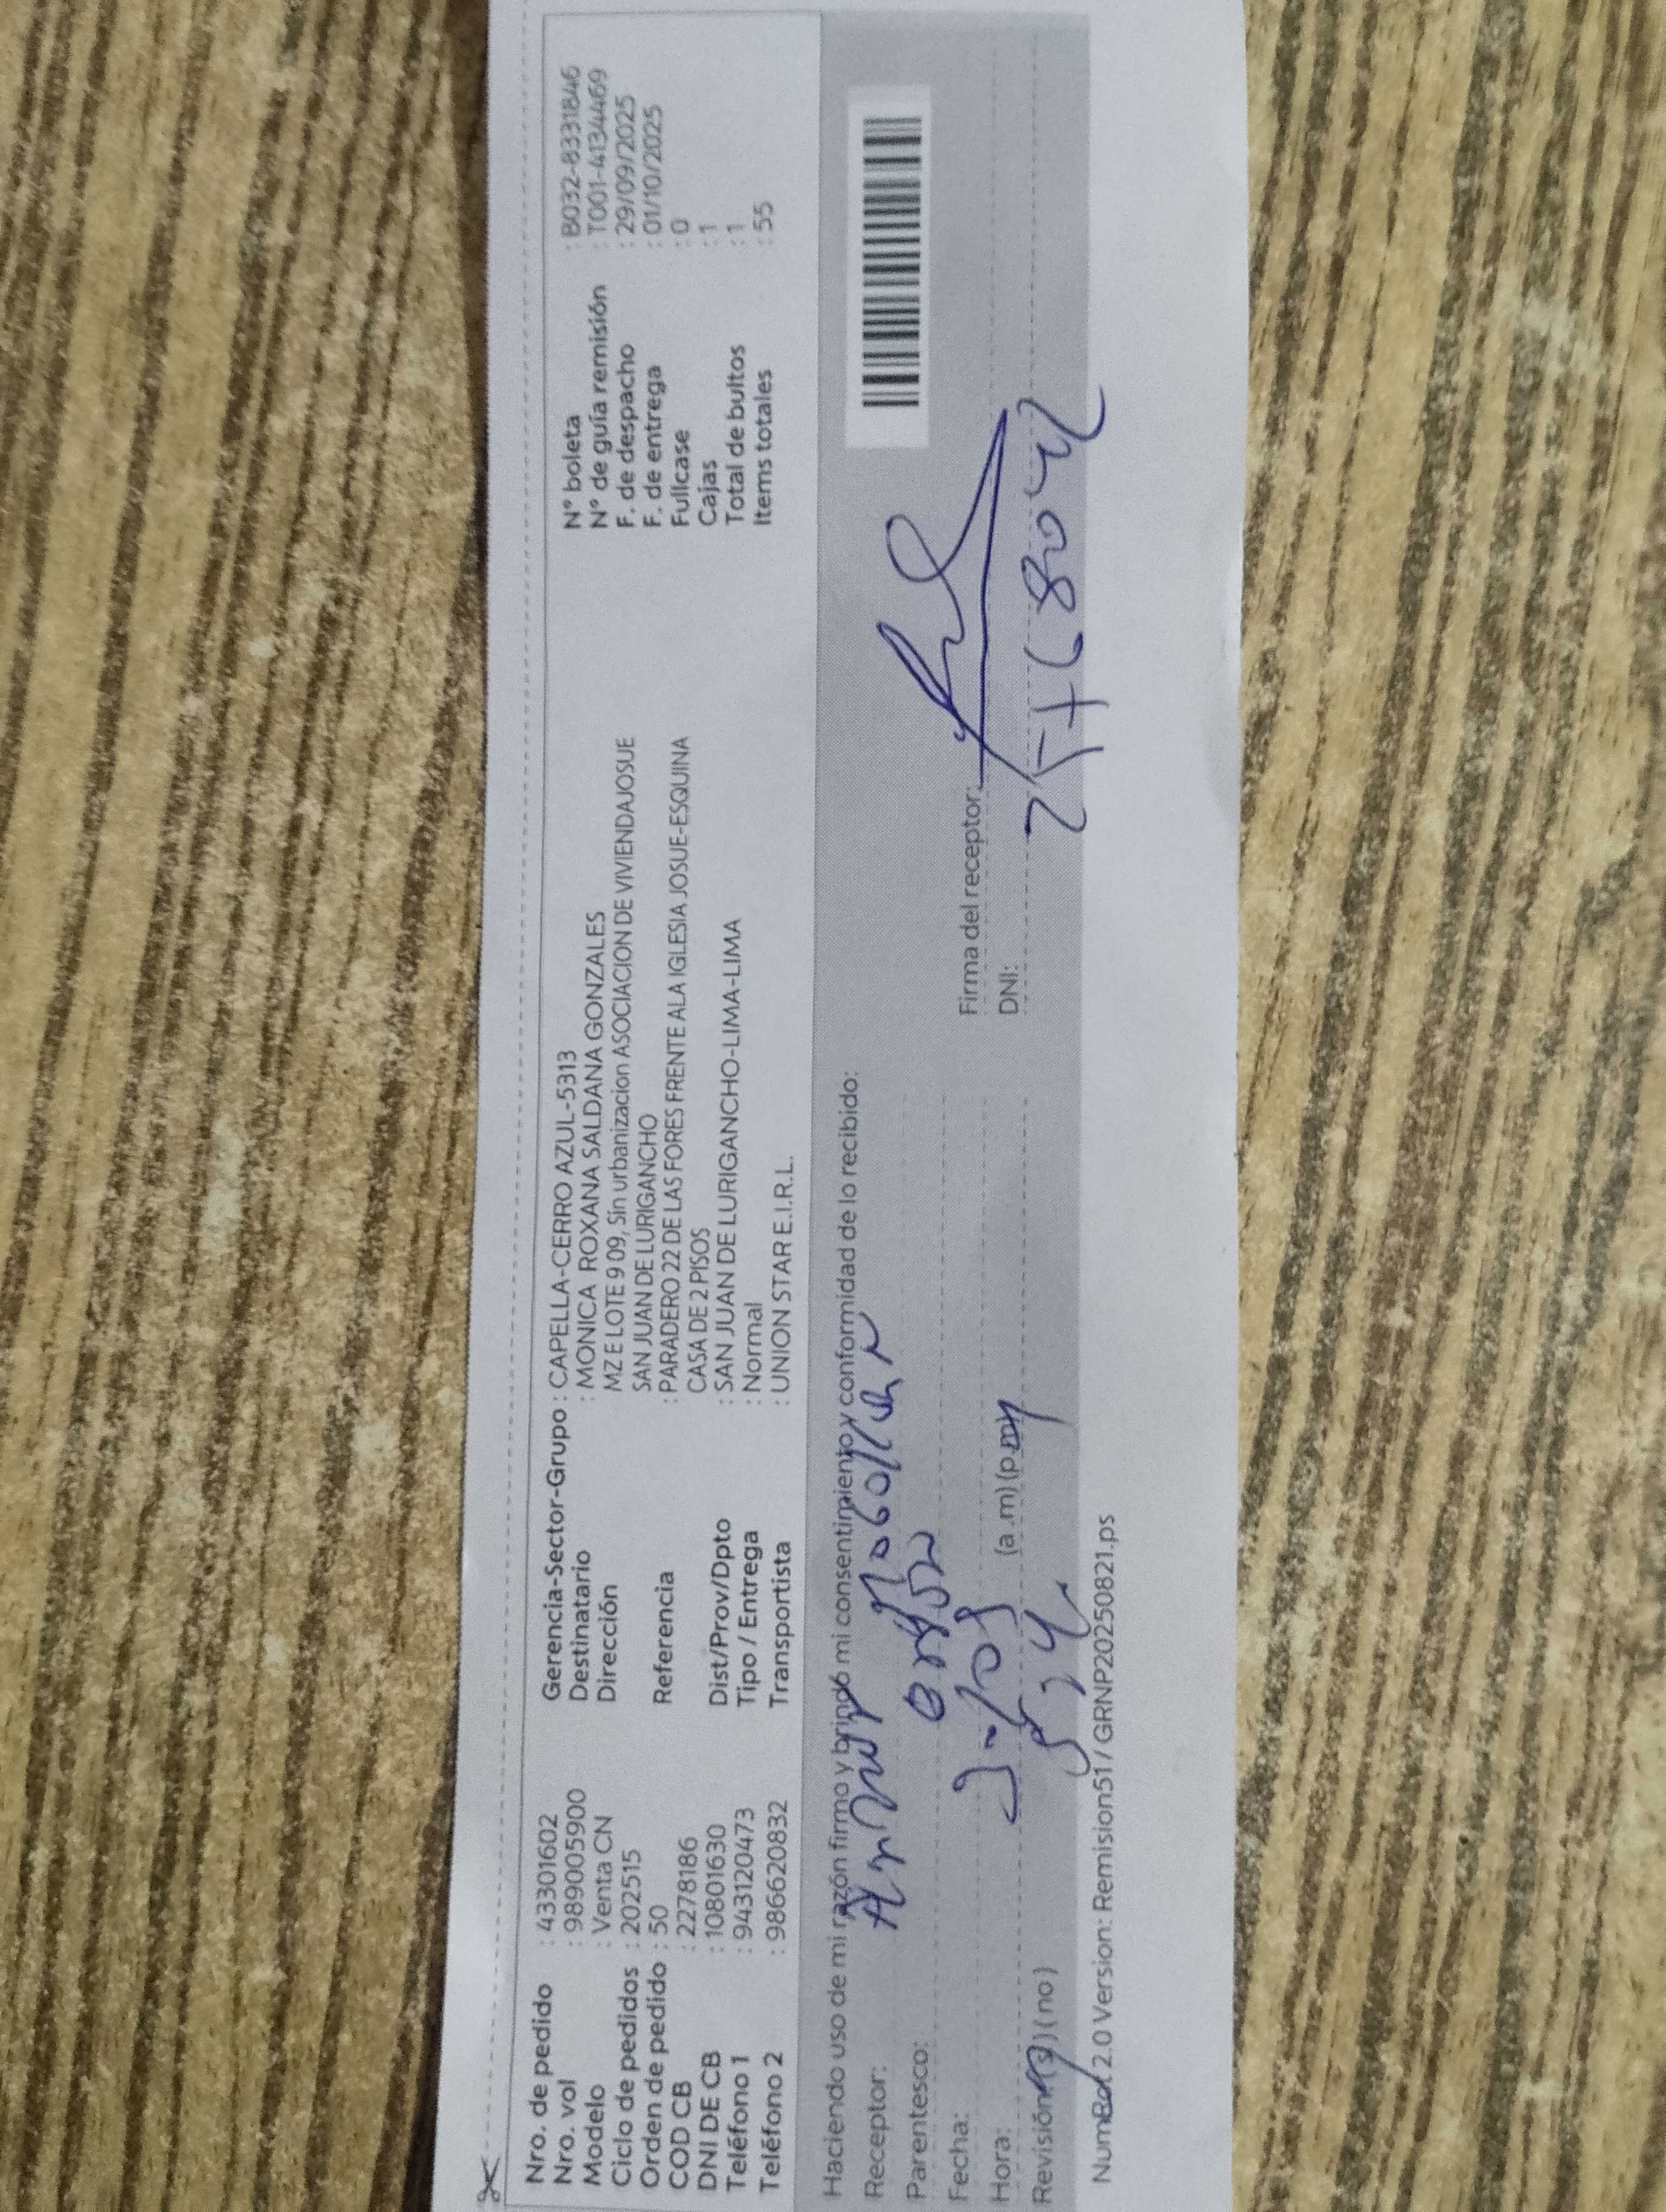 Nro. de pedido : 43301602
Nro. vol : 9890059​00
Modelo : Venta CN
Ciclo de pedidos : 202515
Orden de pedido : 50
COD CB : 22778186
DNI DE CB : 10801630
Teléfono 1 : 943120473
Teléfono 2 : 986620832
Gerencia-Sector-Grupo : CAPELLA-CERRO AZUL-5313
Destinatario : MONICA ROXANA SALDANA GONZALES
Dirección MZ E LOTE 9 09, Sin urbanizacion ASOCIACION DE VIVIENDAJOSUE
SAN JUAN DE LURIGANCHO
Referencia : PARADERO 22 DE LAS FORES FRENTE ALA IGLESIA JOSUE-ESQUINA
CASA DE 2 PISOS
Dist/Prov/Dpto : SAN JUAN DE LURIGANCHO-LIMA-LIMA
Tipo / Entrega : Normal
Transportista : UNION STAR E.I.R.L.
N° boleta : B032-8331846
N° de guía remisión : T001-4134469
F. de despacho : 29/09/2025
F. de entrega : 01/10/2025
Fullcase : 0
Cajas : 1
Total de bultos : 1
Items totales : 55
Haciendo uso de mi razón firmo y brindo mi consentimiento y conformidad de lo recibido:
Receptor:
Parentesco:
Fecha:
Hora: (a.m) (p.m)
Revisión: (si) (no)
Firma del receptor:
DNI:
NumBol 2.0 Version: Remision51 / GRNP20250821.ps